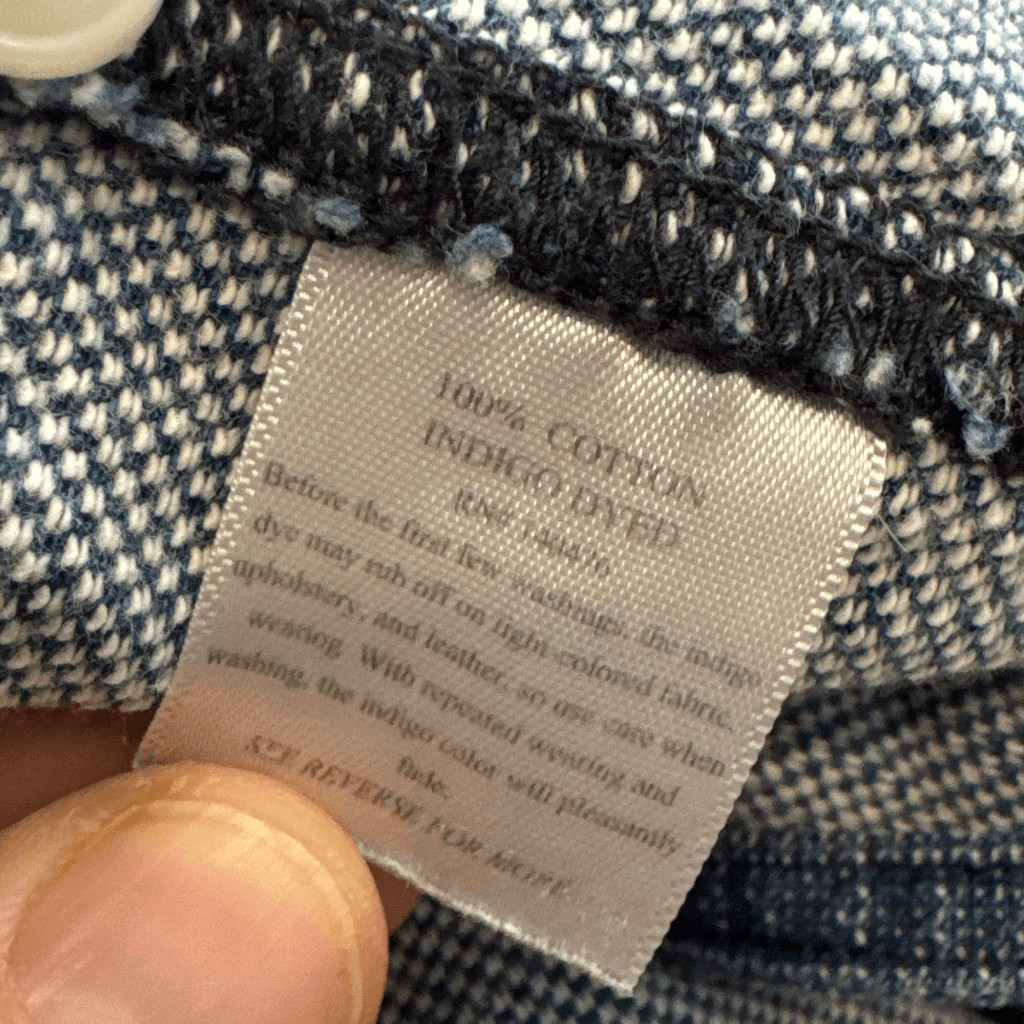 100% COTTON
INDIGO DYED
RN#
Before the first few washings, the indigo
dye may rub off on light-colored fabric,
upholstery, and leather, so use care when
wearing. With repeated wearing and
washing, the indigo color will pleasantly
fade.
SEE REVERSE FOR MORE